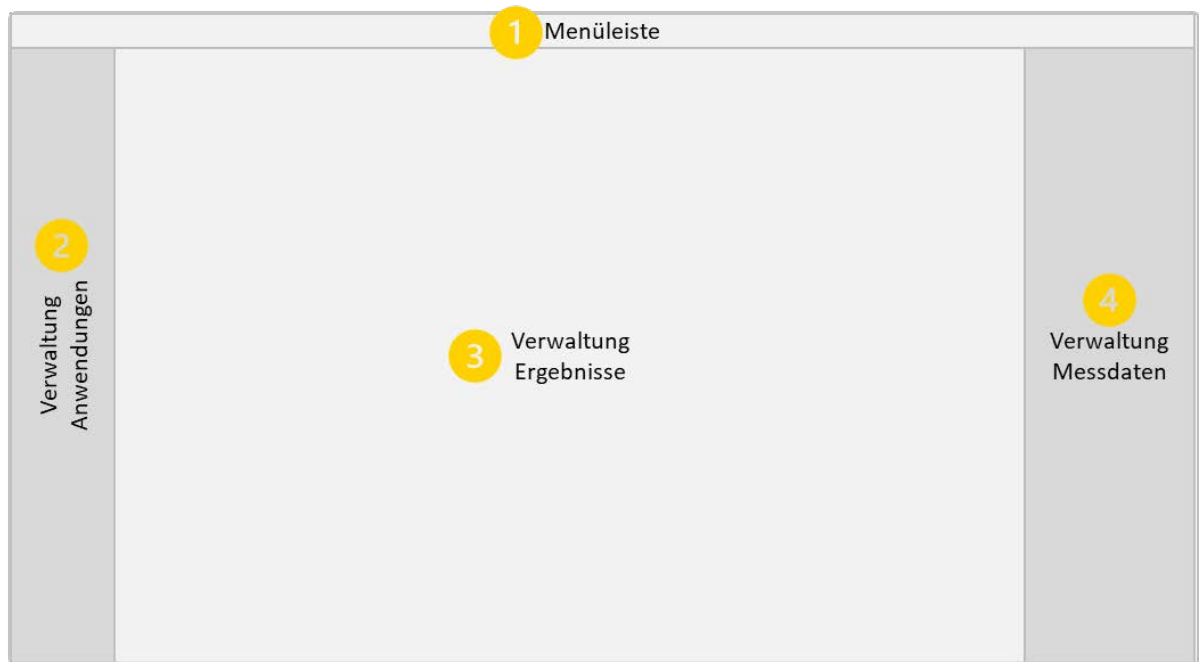 1 Menüleiste
2
Verwaltung
Anwendungen
3
Verwaltung
Ergebnisse
4
Verwaltung
Messdaten